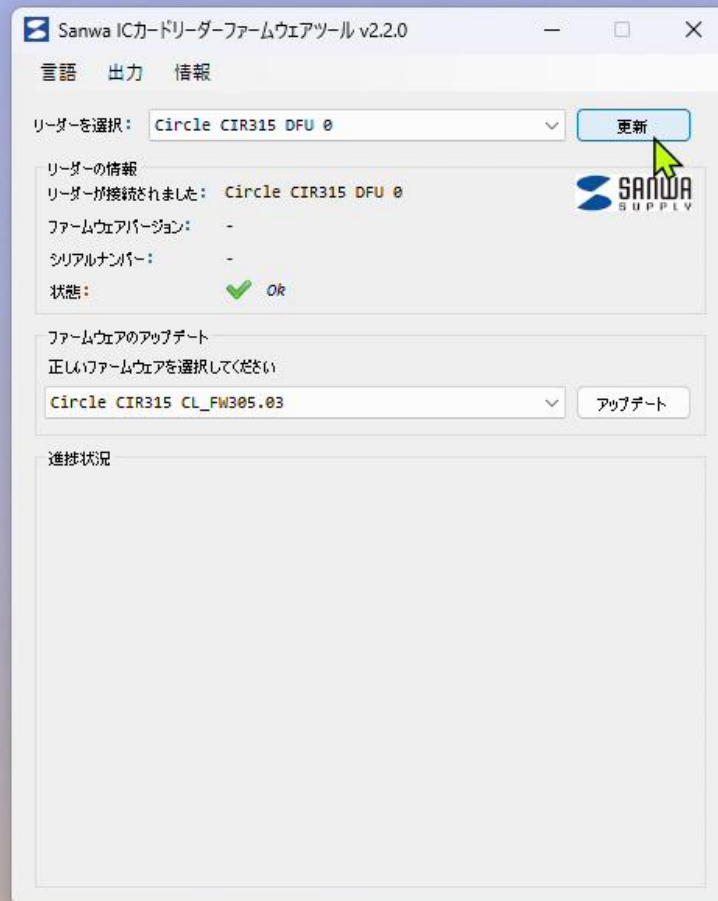 Sanwa ICカードリーダーファームウェアツール v2.2.0
言語 出力 情報
リーダーを選択: Circle CIR315 DFU 0 更新
リーダーの情報
リーダーが接続されました: Circle CIR315 DFU 0
SANWA
SUPPLY
ファームウェアバージョン: -
シリアルナンバー: -
状態: Ok
ファームウェアのアップデート
正しいファームウェアを選択してください
Circle CIR315 CL_FW305.03 アップデート
進捗状況